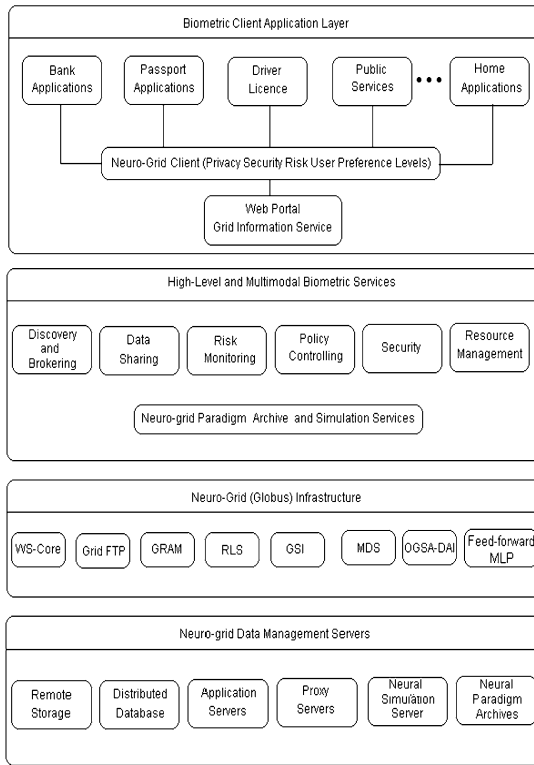 Biometric Client Application Layer
Bank
Applications
Passport
Applications
Driver
Licence
Public
Services
Home
Applications
Neuro-Grid Client (Privacy Security Risk User Preference Levels)
Web Portal
Grid Information Service
High-Level and Multimodal Biometric Services
Discovery
and
Brokering
Data
Sharing
Risk
Monitoring
Policy
Controlling
Security
Resource
Management
Neuro-grid Paradigm Archive and Simulation Services
Neuro-Grid (Globus) Infrastructure
WS-Core
Grid FTP
GRAM
RLS
GSI
MDS
OGSA-DAI
Feed-forward
MLP
Neuro-grid Data Management Servers
Remote
Storage
Distributed
Database
Application
Servers
Proxy
Servers
Neural
Simulation
Server
Neural
Paradigm
Archives